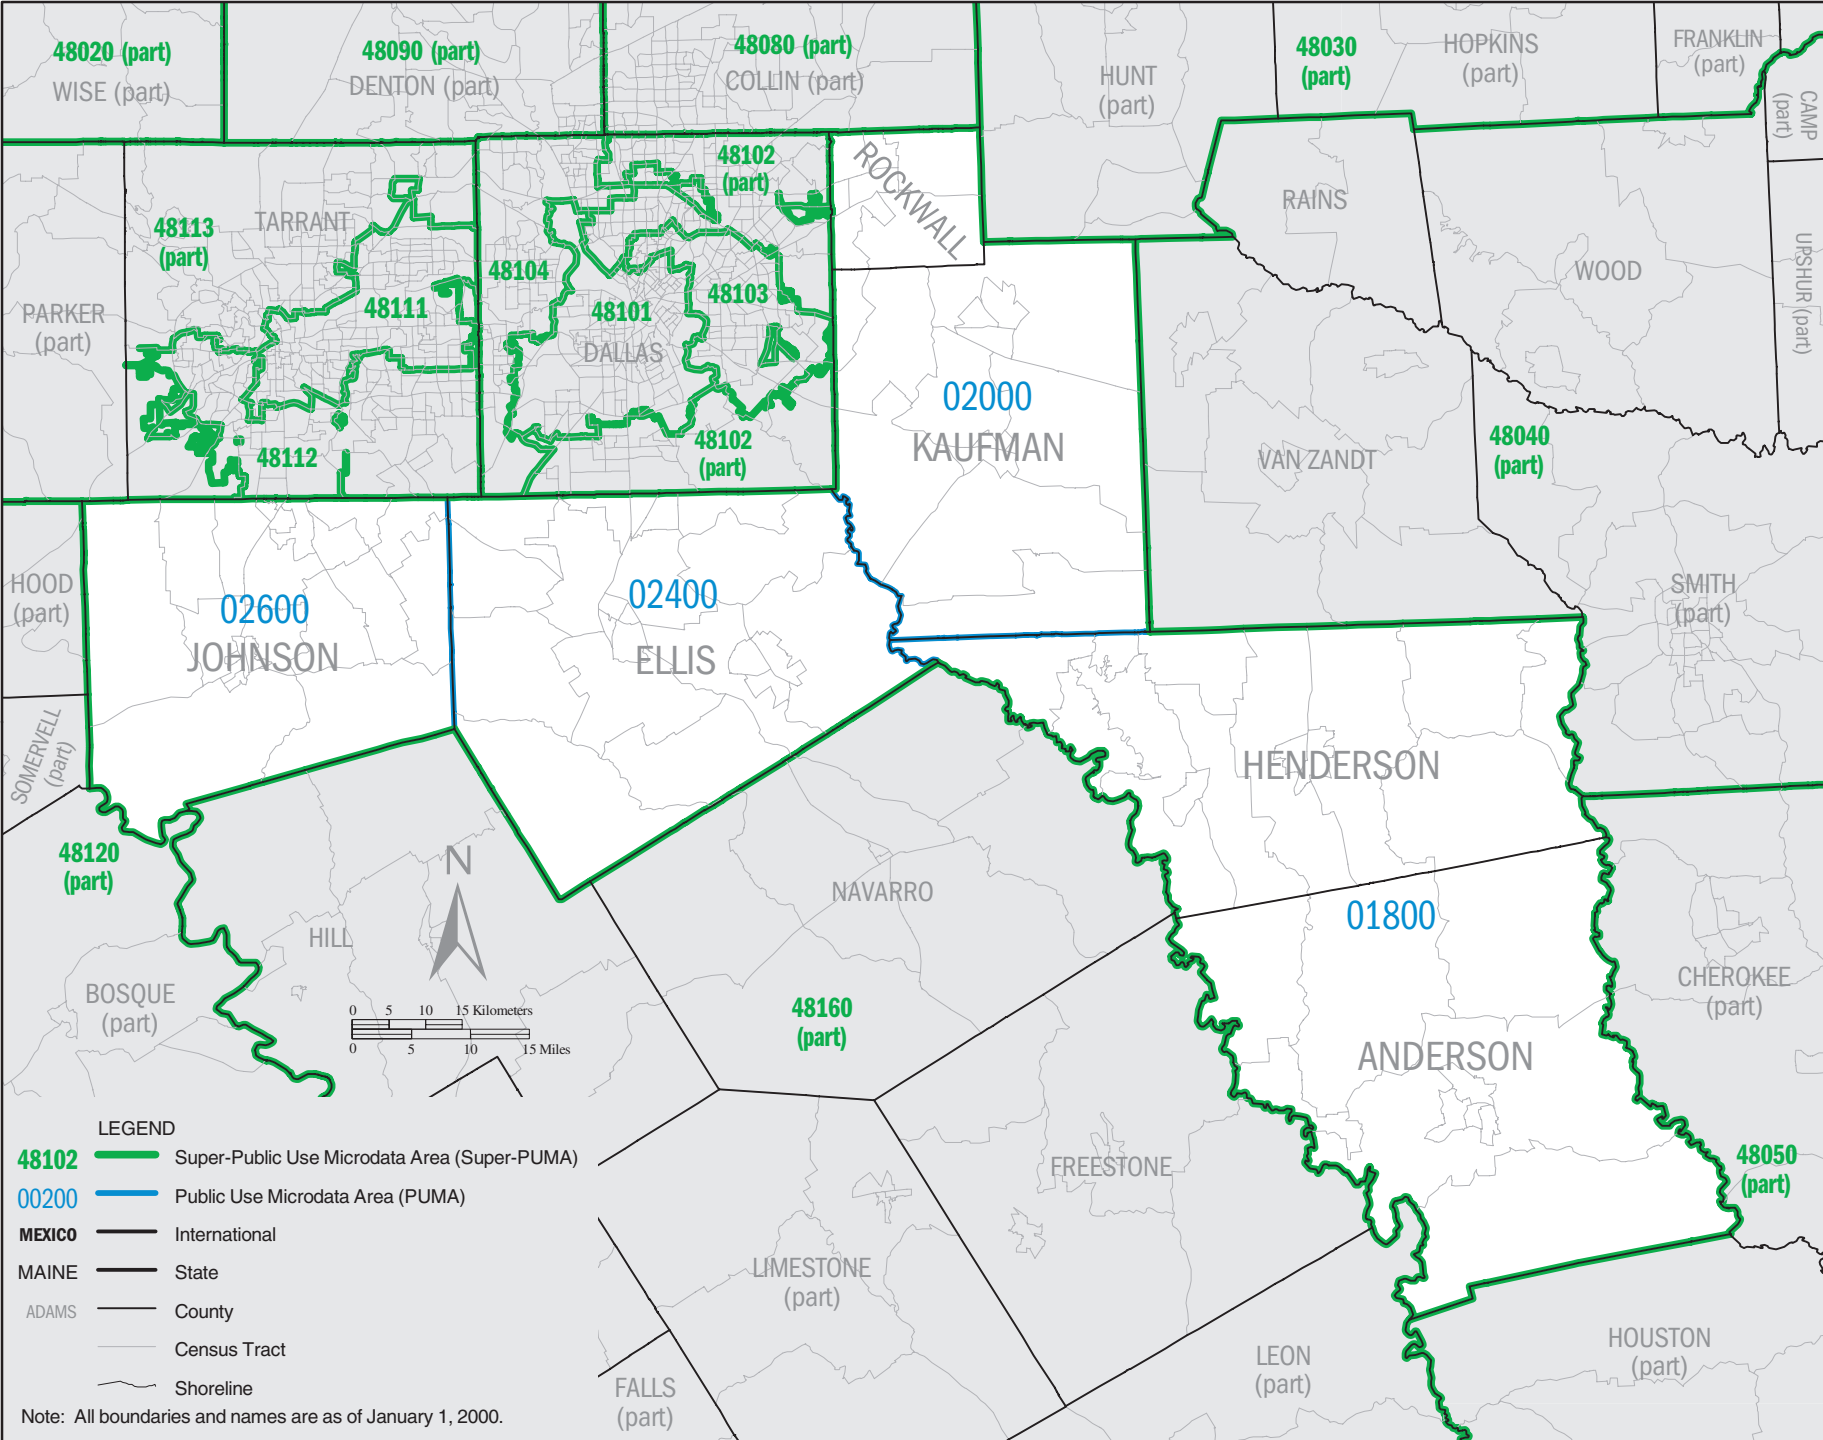 48020 (part)
WISE (part)
48090 (part)
DENTON (part)
48080 (part)
COLLIN (part)
HUNT
(part)
48030
(part)
HOPKINS
(part)
FRANKLIN
(part)
CAMP
(part)
48113
(part)
TARRANT
48111
48112
PARKER
(part)
48102
(part)
48104
48101
48103
DALLAS
48102
(part)
ROCKWALL
RAINS
WOOD
UPSHUR (part)
02000
KAUFMAN
VAN ZANDT
48040
(part)
SMITH
(part)
HOOD
(part)
02600
JOHNSON
02400
ELLIS
SOMERVELL
(part)
HENDERSON
48120
(part)
N
HILL
NAVARRO
01800
BOSQUE
(part)
0 5 10 15 Kilometers
0 5 10 15 Miles
48160
(part)
CHEROKEE
(part)
ANDERSON
FREESTONE
48050
(part)
LIMESTONE
(part)
FALLS
(part)
LEON
(part)
HOUSTON
(part)
LEGEND
48102 Super-Public Use Microdata Area (Super-PUMA)
00200 Public Use Microdata Area (PUMA)
MEXICO International
MAINE State
ADAMS County
Census Tract
Shoreline
Note: All boundaries and names are as of January 1, 2000.